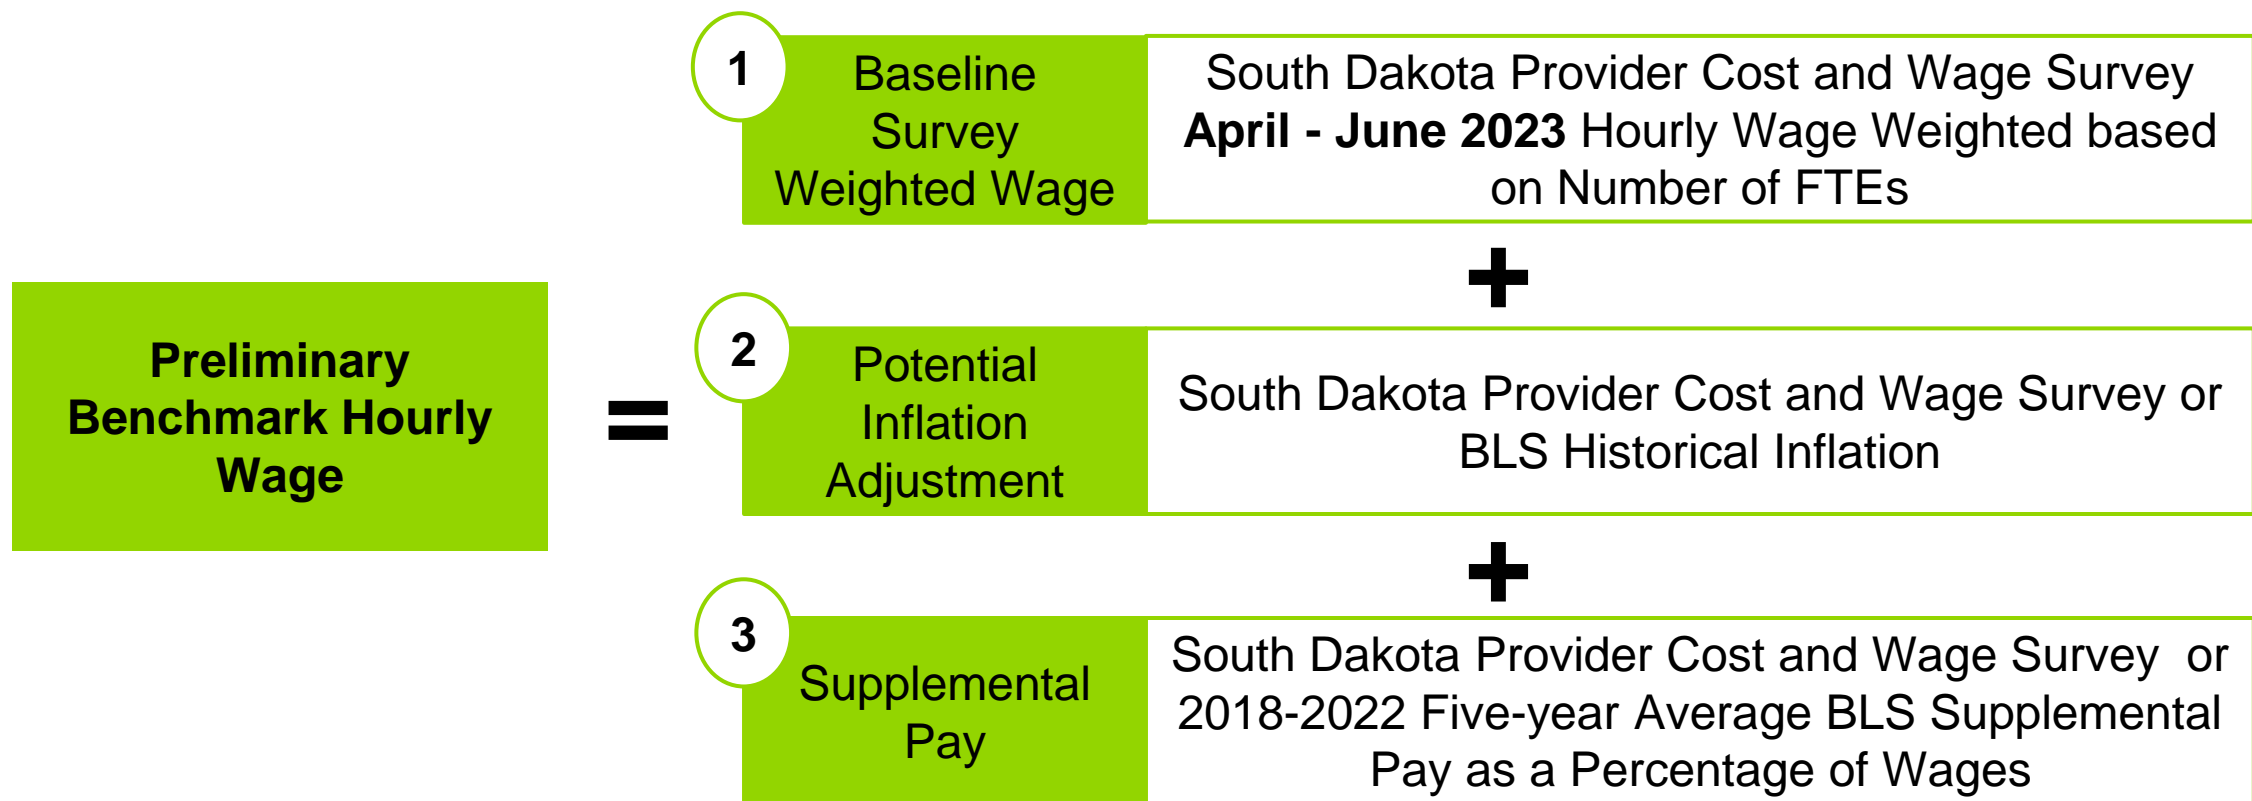 Preliminary
Benchmark Hourly
Wage
=
1
Baseline
Survey
Weighted Wage
South Dakota Provider Cost and Wage Survey
April - June 2023 Hourly Wage Weighted based
on Number of FTEs
+
2
Potential
Inflation
Adjustment
South Dakota Provider Cost and Wage Survey or
BLS Historical Inflation
+
3
Supplemental
Pay
South Dakota Provider Cost and Wage Survey  or
2018-2022 Five-year Average BLS Supplemental
Pay as a Percentage of Wages